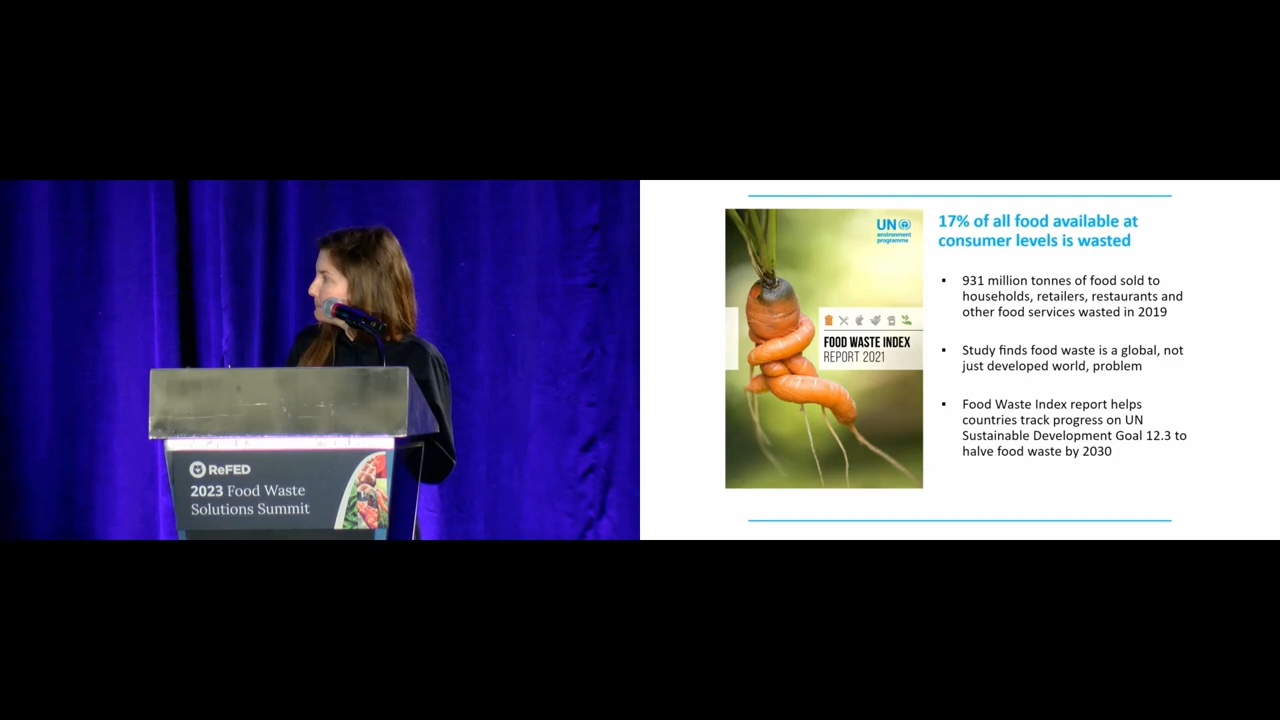 ReFED
2023 Food Waste
Solutions Summit
UN
environment
programme
FOOD WASTE INDEX
REPORT 2021
17% of all food available at
consumer levels is wasted
▪ 931 million tonnes of food sold to
households, retailers, restaurants and
other food services wasted in 2019
▪ Study finds food waste is a global, not
just developed world, problem
▪ Food Waste Index report helps
countries track progress on UN
Sustainable Development Goal 12.3 to
halve food waste by 2030